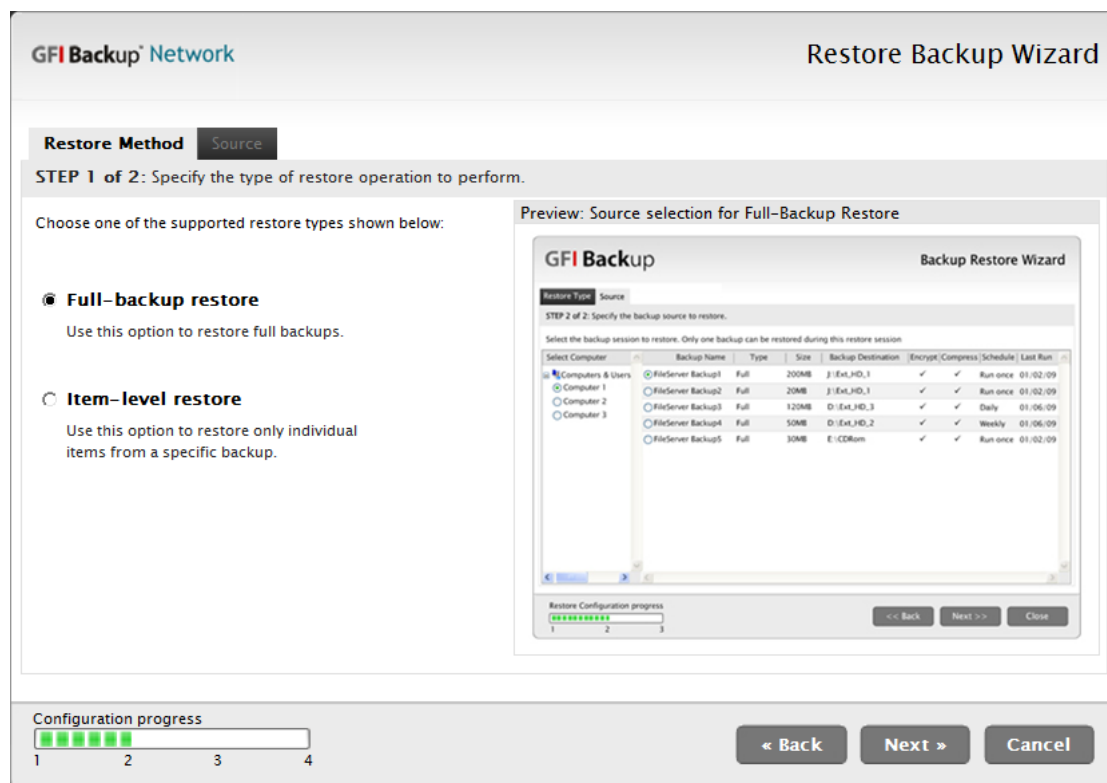 GFI Backup® Network
Restore Backup Wizard
Restore Method Source
STEP 1 of 2: Specify the type of restore operation to perform.
Choose one of the supported restore types shown below:
Full-backup restore
Use this option to restore full backups.
Item-level restore
Use this option to restore only individual
items from a specific backup.
Preview: Source selection for Full-Backup Restore
GFI Backup
Backup Restore Wizard
Restore Type Source
STEP 2 of 2: Specify the backup source to restore.
Select the backup session to restore. Only one backup can be restored during this restore session
Select Computer Backup Name Type Size Backup Destination Encrypt Compress Schedule Last Run
Computers & Users
Computer 1
Computer 2
Computer 3
FileServer Backup1 Full 200MB J:\Ext_HD_1 ✓ ✓ Run once 01/02/09
FileServer Backup2 Full 20MB J:\Ext_HD_1 ✓ ✓ Run once 01/02/09
FileServer Backup3 Full 120MB D:\Ext_HD_3 ✓ ✓ Daily 01/06/09
FileServer Backup4 Full 50MB D:\Ext_HD_2 ✓ ✓ Weekly 01/06/09
FileServer Backup5 Full 30MB E:\CDRom ✓ ✓ Run once 01/02/09
Restore Configuration progress
1 2 3
<< Back Next >> Close
Configuration progress
1 2 3 4
« Back Next » Cancel